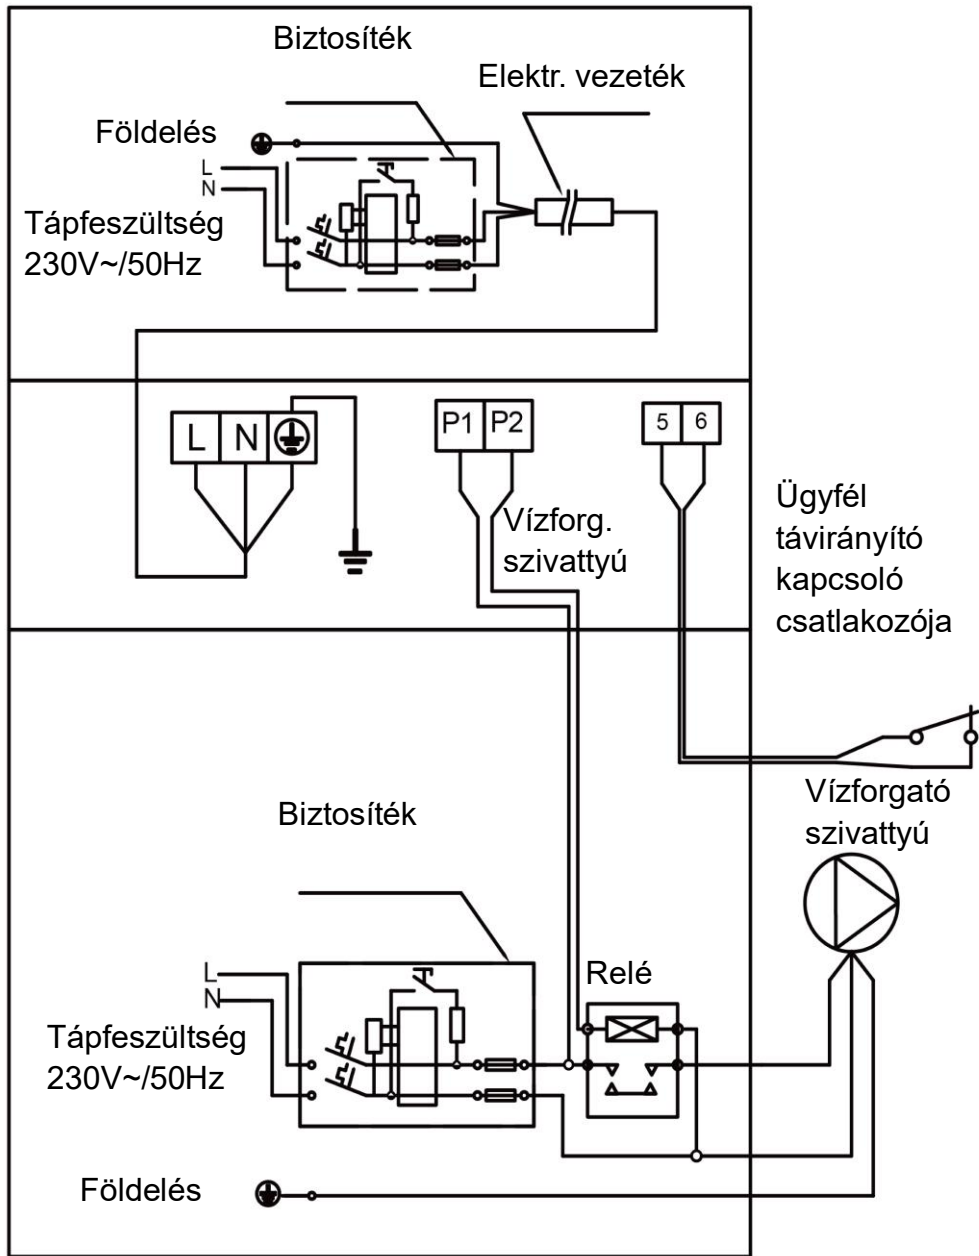 Biztosíték
Elektr. vezeték
Földelés
L
N
Tápfeszültség
230V~/50Hz
L N
P1 P2
5 6
Vízforg.
szivattyú
Ügyfél
távirányító
kapcsoló
csatlakozója
Vízforgató
szivattyú
Biztosíték
Relé
L
N
Tápfeszültség
230V~/50Hz
Földelés